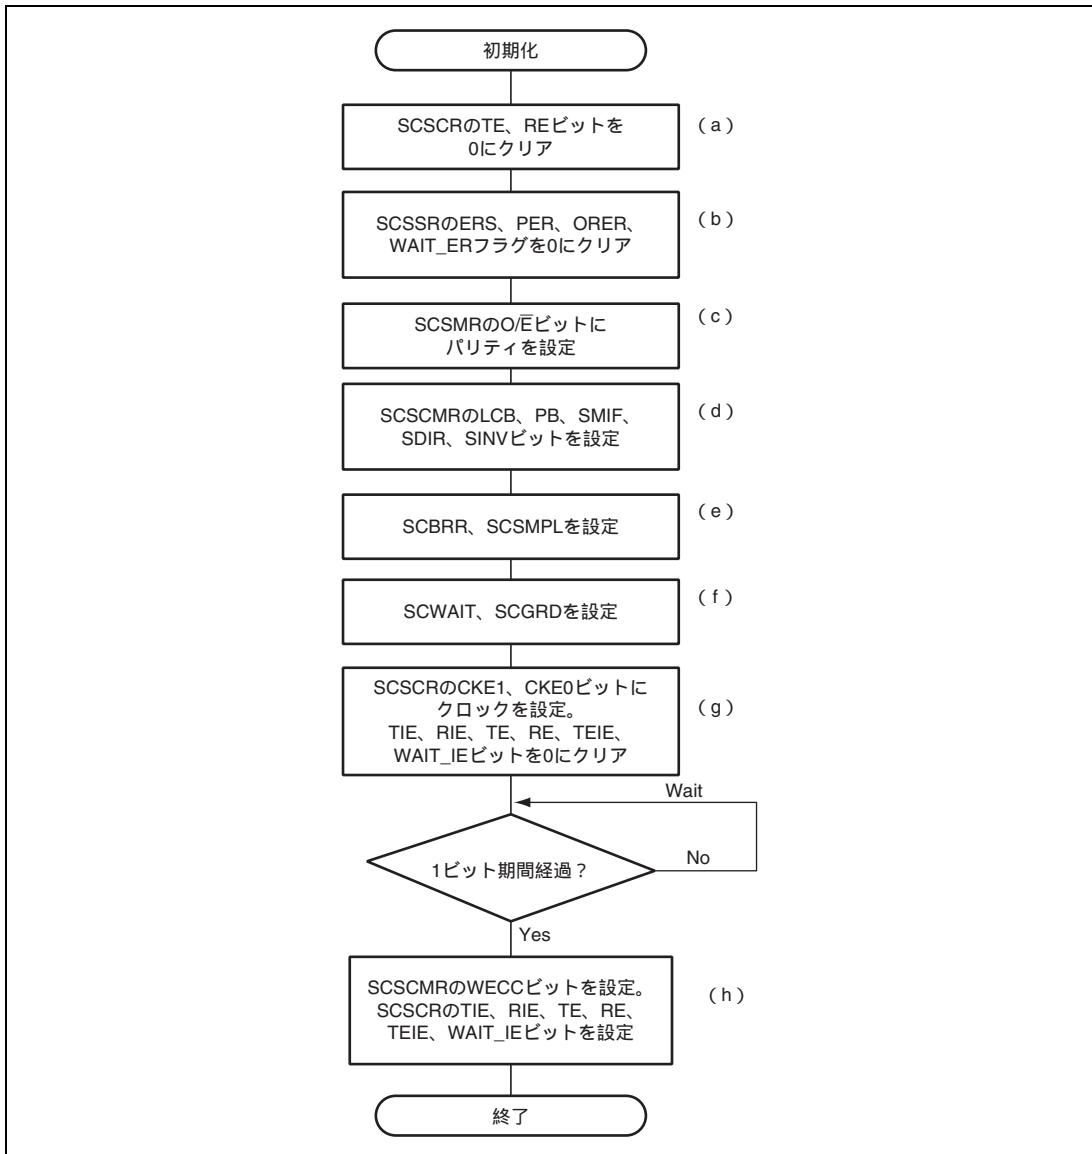 初期化
SCSCRのTE、REビットを
0にクリア
(a)
SCSSRのERS、PER、ORER、
WAIT_ERフラグを0にクリア
(b)
SCSMRのO/E̅ビットに
パリティを設定
(c)
SCSCMRのLCB、PB、SMIF、
SDIR、SINVビットを設定
(d)
SCBRR、SCSMPLを設定
(e)
SCWAIT、SCGRDを設定
(f)
SCSCRのCKE1、CKE0ビットに
クロックを設定。
TIE、RIE、TE、RE、TEIE、
WAIT_IEビットを0にクリア
(g)
Wait
1ビット期間経過？
No
Yes
SCSCMRのWECCビットを設定。
SCSCRのTIE、RIE、TE、RE、
TEIE、WAIT_IEビットを設定
(h)
終了